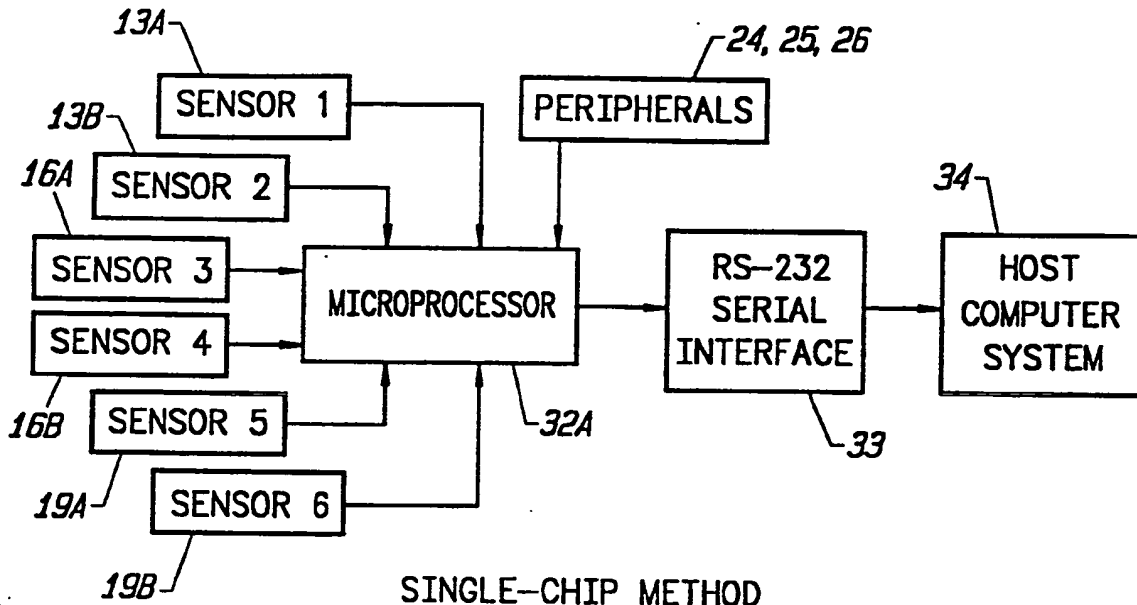 13A
24, 25, 26
SENSOR 1
PERIPHERALS
13B
SENSOR 2
16A
SENSOR 3
34
MICROPROCESSOR
RS-232
SERIAL
INTERFACE
HOST
COMPUTER
SYSTEM
SENSOR 4
16B
SENSOR 5
32A
33
19A
SENSOR 6
19B
SINGLE-CHIP METHOD